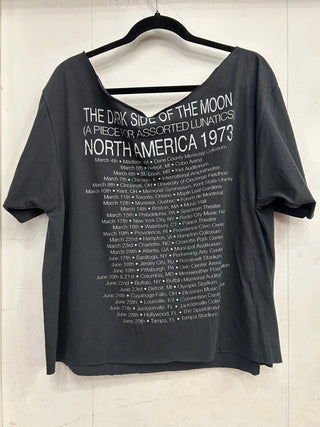 THE DARK SIDE OF THE MOON
(A PIECE FOR ASSORTED LUNATICS)
NORTH AMERICA 1973
March 4th • Madison, • Dane County Memorial Coliseum
March 5th • Detroit, MI • Cobo Arena
March 6th • St. Louis, MO • Kiel Auditorium
March 7th • Chicago, IL • International Amphitheater
March 8th • Cincinnati, OH • University of Cincinnati Fieldhouse
March 10th • Kent, OH • Memorial Gymnasium, Kent State University
March 11th • Toronto, Ontario • Maple Leaf Gardens
March 12th • Montreal, Quebec • Forum de
March 14th • Boston, MA • Music Hall
March 15th • Philadelphia, PA • Spectrum Theater
March 17th • New York City, NY • Radio City Music
March 18th • Waterbury, CT • Palace Theater
March 19th • Providence, RI • Providence Civic Center
March 22nd • Hampton, VA • Hampton Coliseum
March 23rd • Charlotte, NC • Charlotte Park Center
March 24th • Atlanta, GA • Municipal Auditorium
June 17th • Saratoga, NY • Performing Arts
June 18th • Jersey City, NJ • Roosevelt Stadium
June 19th • Pittsburgh, PA • Civic Center Arena
June 20th & 21st • Columbia, MD • Merriweather Post
June 22nd • Buffalo, NY • Buffalo Memorial
June 23rd • Detroit, MI • Olympia Stadium
June 24th • Cuyahoga Falls, OH • Blossom Music
June 25th • Louisville, KY • Convention Center
June 27th • Jacksonville, FL • Jacksonville Coliseum
June 28th • Hollywood, FL • The Sportatorium
June 29th • Tampa, FL • Tampa Stadium